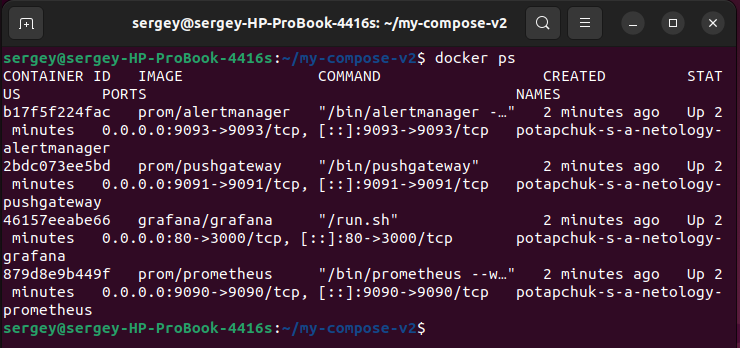 sergey@sergey-HP-ProBook-4416s: ~/my-compose-v2
sergey@sergey-HP-ProBook-4416s:~/my-compose-v2$ docker ps
CONTAINER ID   IMAGE              COMMAND                  CREATED         STAT
US         PORTS                                         NAMES
b17f5f224fac   prom/alertmanager   "/bin/alertmanager -…"   2 minutes ago   Up 2
 minutes   0.0.0.0:9093->9093/tcp, [::]:9093->9093/tcp   potapchuk-s-a-netology-
alertmanager
2bdc073ee5bd   prom/pushgateway    "/bin/pushgateway"       2 minutes ago   Up 2
 minutes   0.0.0.0:9091->9091/tcp, [::]:9091->9091/tcp   potapchuk-s-a-netology-
pushgateway
46157eeabe66   grafana/grafana     "/run.sh"                2 minutes ago   Up 2
 minutes   0.0.0.0:80->3000/tcp, [::]:80->3000/tcp       potapchuk-s-a-netology-
grafana
879d8e9b449f   prom/prometheus     "/bin/prometheus --w…"   2 minutes ago   Up 2
 minutes   0.0.0.0:9090->9090/tcp, [::]:9090->9090/tcp   potapchuk-s-a-netology-
prometheus
sergey@sergey-HP-ProBook-4416s:~/my-compose-v2$